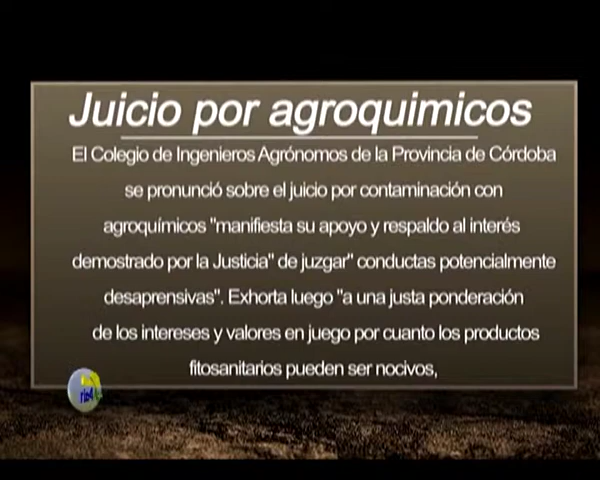 Juicio por agroquimicos
El Colegio de Ingenieros Agrónomos de la Provincia de Córdoba
se pronunció sobre el juicio por contaminación con
agroquímicos "manifiesta su apoyo y respaldo al interés
demostrado por la Justicia" de juzgar" conductas potencialmente
desaprensivas". Exhorta luego "a una justa ponderación
de los intereses y valores en juego por cuanto los productos
fitosanitarios pueden ser nocivos,